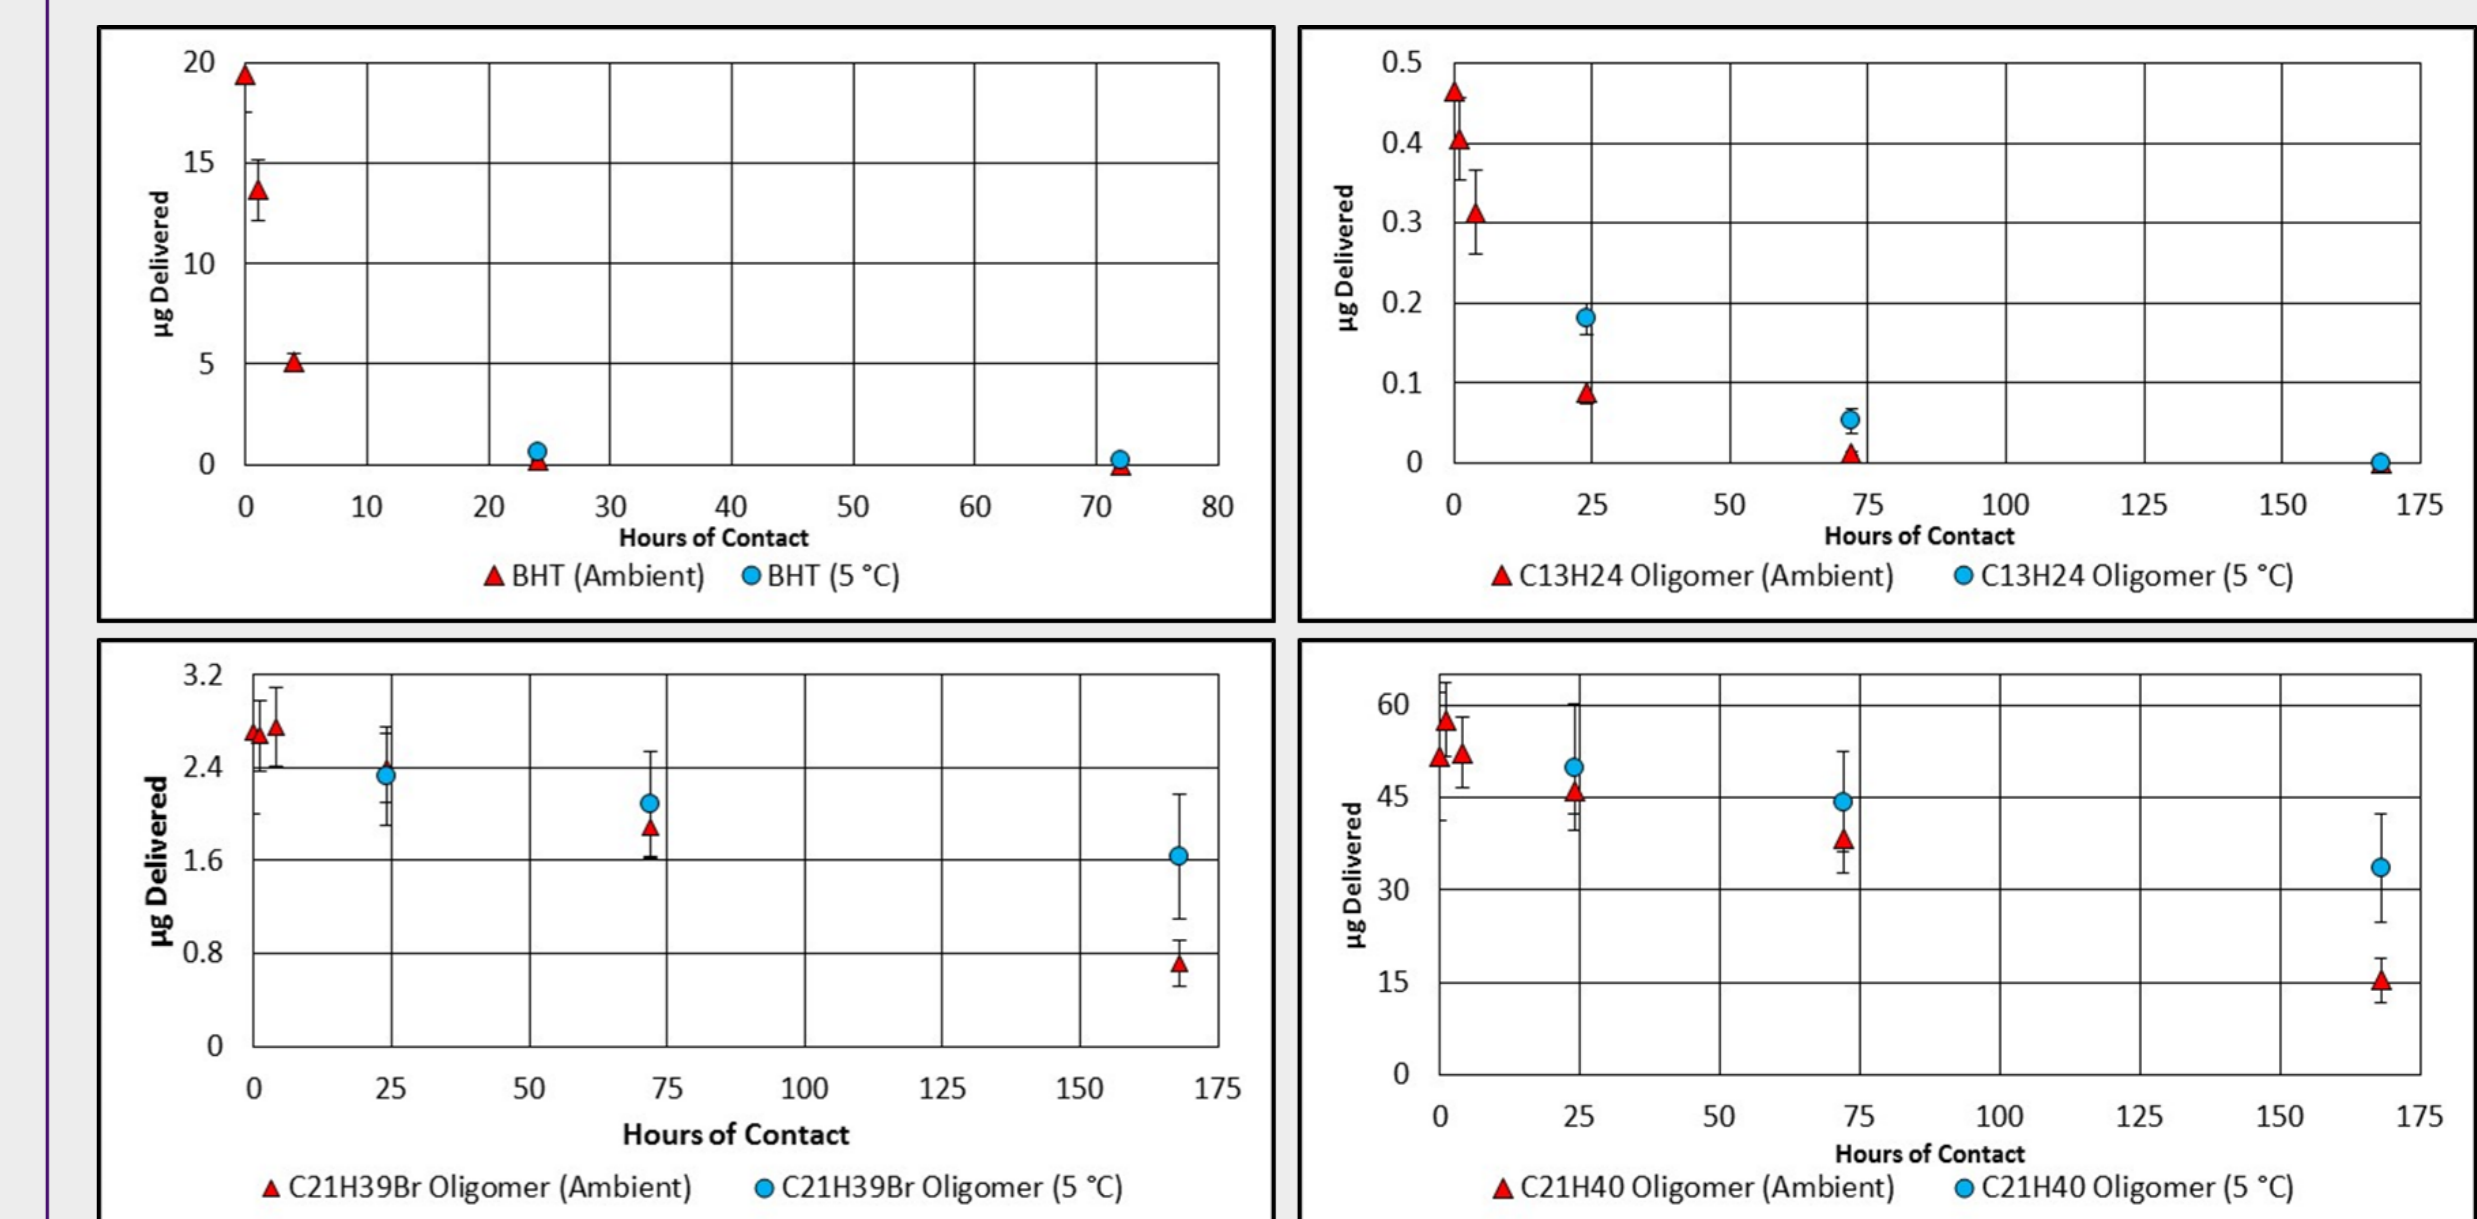 20
15
10
5
0
µg Delivered
0 10 20 30 40 50 60 70 80
Hours of Contact
BHT (Ambient) BHT (5 °C)
0.5
0.4
0.3
0.2
0.1
0
µg Delivered
0 25 50 75 100 125 150 175
Hours of Contact
C13H24 Oligomer (Ambient) C13H24 Oligomer (5 °C)
3.2
2.4
1.6
0.8
0
µg Delivered
0 25 50 75 100 125 150 175
Hours of Contact
C21H39Br Oligomer (Ambient) C21H39Br Oligomer (5 °C)
60
45
30
15
0
µg Delivered
0 25 50 75 100 125 150 175
Hours of Contact
C21H40 Oligomer (Ambient) C21H40 Oligomer (5 °C)